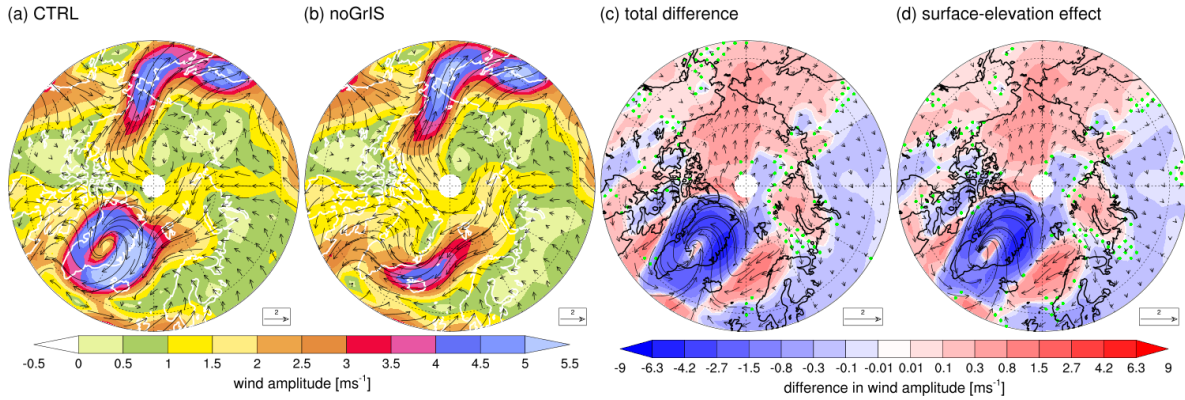 (a) CTRL
(b) noGrIS
(c) total difference
(d) surface-elevation effect
2
2
2
2
-0.5 0 0.5 1 1.5 2 2.5 3 3.5 4 4.5 5 5.5
wind amplitude [ms⁻¹]
-9 -6.3 -4.2 -2.7 -1.5 -0.8 -0.3 -0.1 -0.01 0.01 0.1 0.3 0.8 1.5 2.7 4.2 6.3 9
difference in wind amplitude [ms⁻¹]